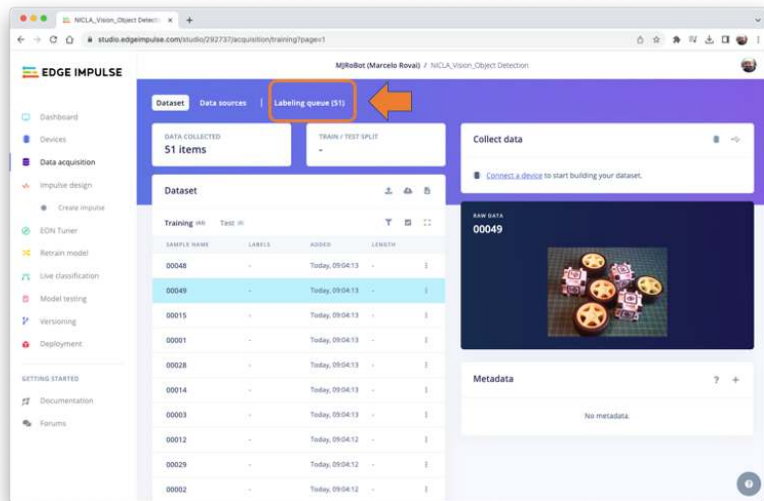 NICLA_Vision_Object Detecti
studio.edgeimpulse.com/studio/292737/acquisition/training?page=1
EDGE IMPULSE
MJRoBot (Marcelo Rovai) / NICLA_Vision_Object Detection
Dataset Data sources | Labeling queue (51)
Dashboard
Devices
Data acquisition
Impulse design
Create impulse
EON Tuner
Retrain model
Live classification
Model testing
Versioning
Deployment
GETTING STARTED
Documentation
Forums
DATA COLLECTED
51 items
TRAIN / TEST SPLIT
-
Dataset
Training Test
SAMPLE NAME LABELS ADDED LENGTH
00048 - Today, 09:04:13 -
00049 - Today, 09:04:13 -
00015 - Today, 09:04:13 -
00001 - Today, 09:04:13 -
00028 - Today, 09:04:13 -
00014 - Today, 09:04:13 -
00003 - Today, 09:04:13 -
00012 - Today, 09:04:12 -
00029 - Today, 09:04:12 -
00002 - Today, 09:04:12 -
Collect data
Connect a device to start building your dataset.
RAW DATA
00049
Metadata
No metadata.